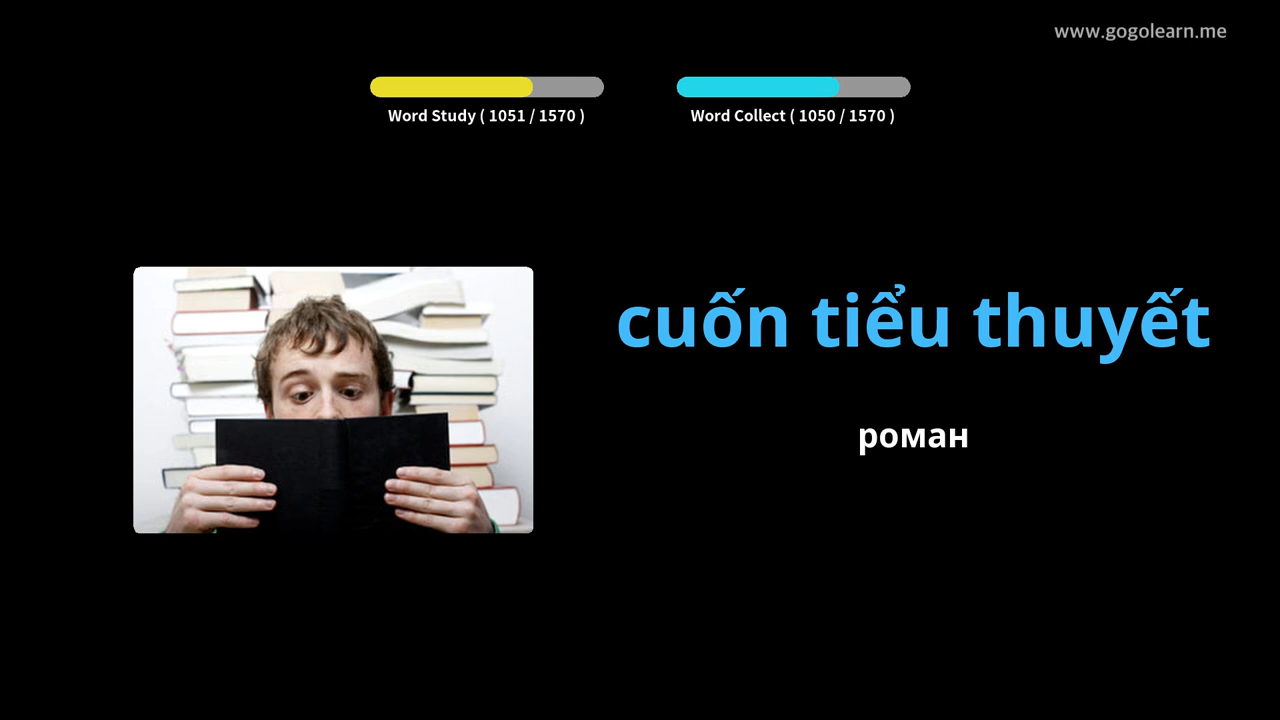 www.gogolearn.me
Word Study ( 1051 / 1570 )
Word Collect ( 1050 / 1570 )
cuốn tiểu thuyết
роман